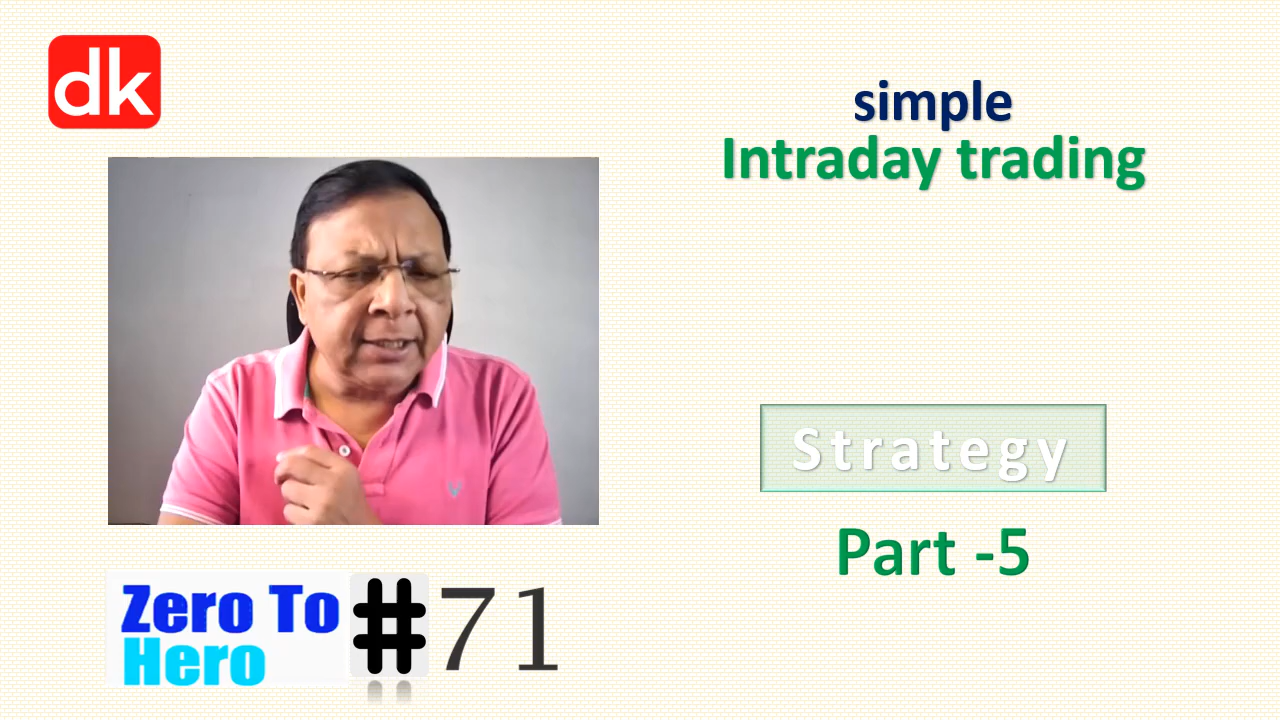 dk
simple
Intraday trading
Strategy
Part -5
Zero To
Hero
#71